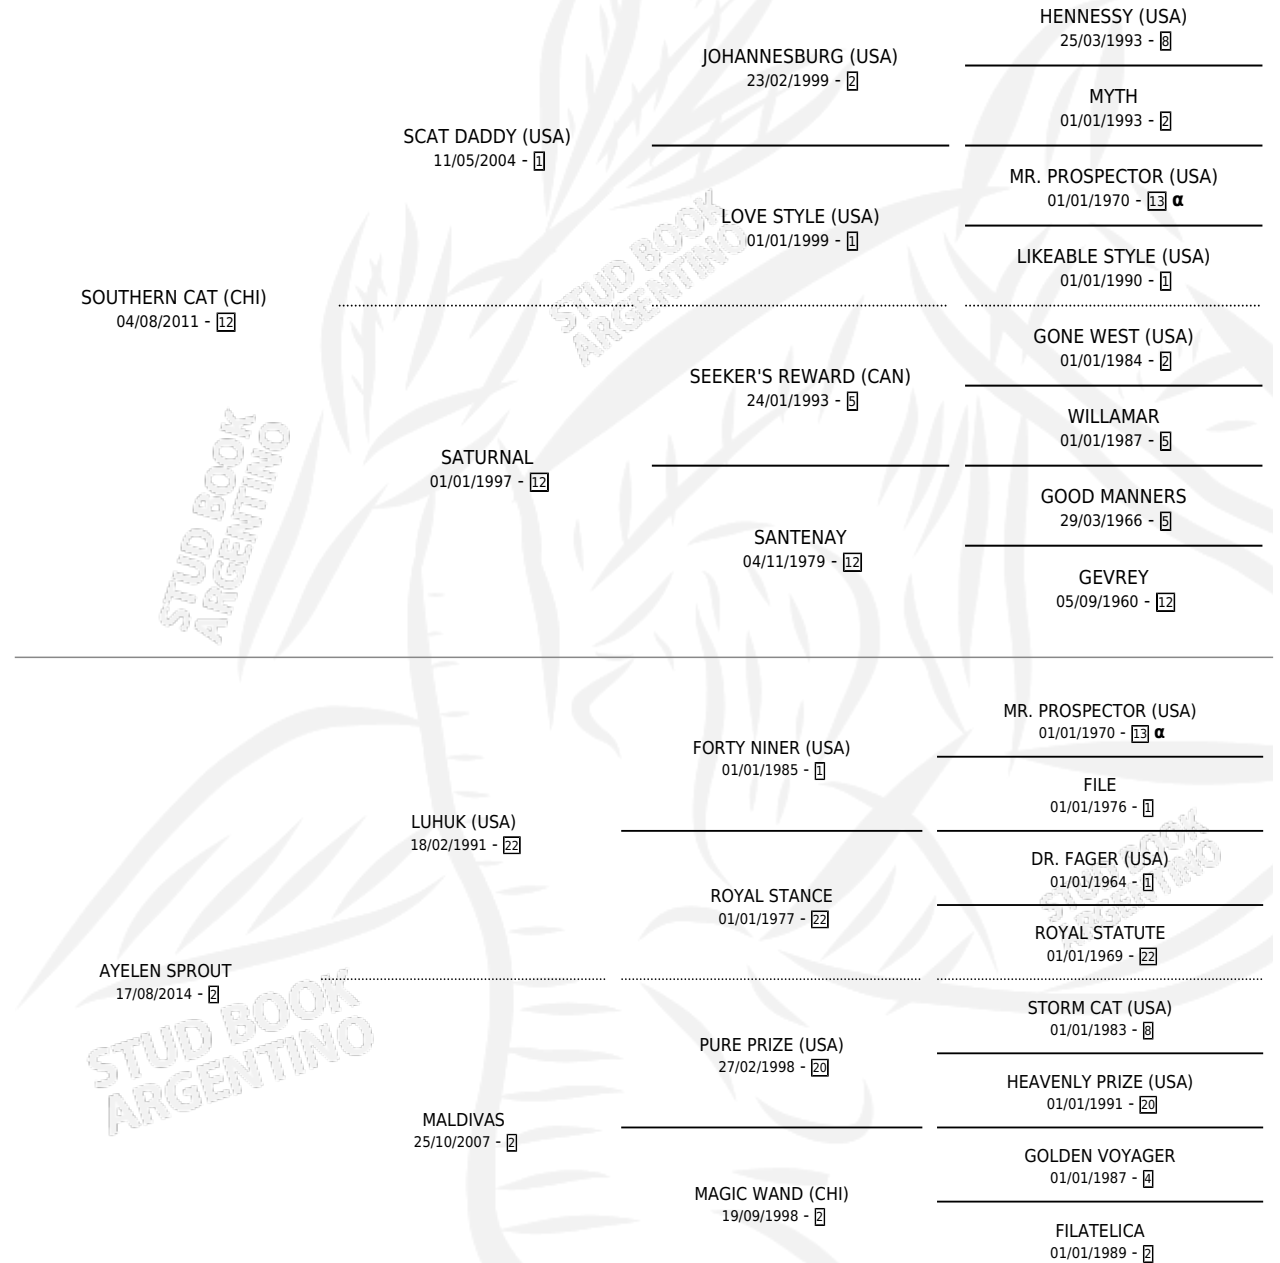 HENNESSY (USA)
25/03/1993 - 8
JOHANNESBURG (USA)
23/02/1999 - 2
MYTH
01/01/1993 - 2
SCAT DADDY (USA)
11/05/2004 - 1
MR. PROSPECTOR (USA)
01/01/1970 - 13 α
LOVE STYLE (USA)
01/01/1999 - 1
LIKEABLE STYLE (USA)
01/01/1990 - 1
SOUTHERN CAT (CHI)
04/08/2011 - 12
GONE WEST (USA)
01/01/1984 - 2
SEEKER'S REWARD (CAN)
24/01/1993 - 5
WILLAMAR
01/01/1987 - 5
SATURNAL
01/01/1997 - 12
GOOD MANNERS
29/03/1966 - 5
SANTENAY
04/11/1979 - 12
GEVREY
05/09/1960 - 12
STUD BOOK
ARGENTINO
STUD BOOK
ARGENTINO
MR. PROSPECTOR (USA)
01/01/1970 - 13 α
FORTY NINER (USA)
01/01/1985 - 1
FILE
01/01/1976 - 1
LUHUK (USA)
18/02/1991 - 22
DR. FAGER (USA)
01/01/1964 - 1
ROYAL STANCE
01/01/1977 - 22
ROYAL STATUTE
01/01/1969 - 22
AYELEN SPROUT
17/08/2014 - 2
STORM CAT (USA)
01/01/1983 - 8
PURE PRIZE (USA)
27/02/1998 - 20
HEAVENLY PRIZE (USA)
01/01/1991 - 20
MALDIVAS
25/10/2007 - 2
GOLDEN VOYAGER
01/01/1987 - 4
MAGIC WAND (CHI)
19/09/1998 - 2
FILATELICA
01/01/1989 - 2
STUD BOOK
ARGENTINO
STUD BOOK
ARGENTINO